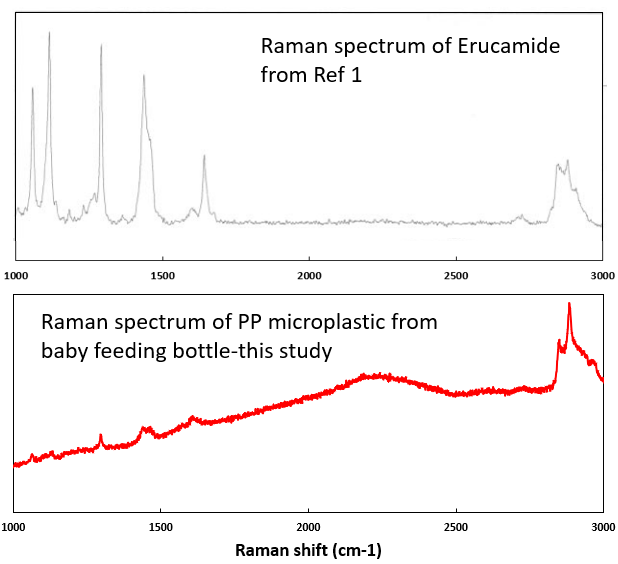 Raman spectrum of Erucamide
from Ref 1
1000 1500 2000 2500 3000
Raman spectrum of PP microplastic from
baby feeding bottle-this study
1000 1500 2000 2500 3000
Raman shift (cm-1)